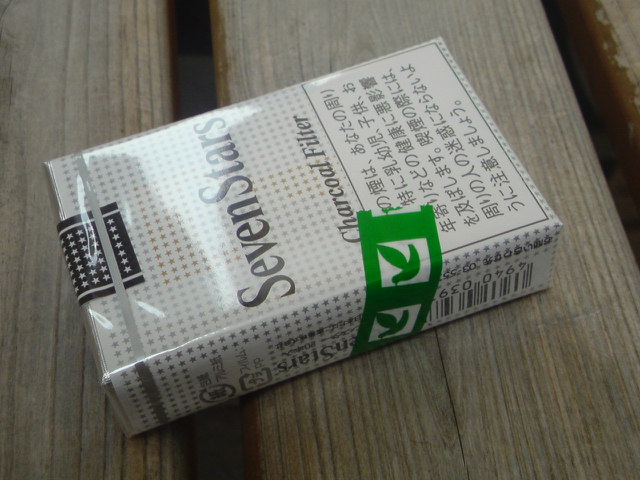 SevenStars
Charcoal Filter
の煙は、あなたの周り
特に乳幼児、子供、お
年寄りなどの健康に悪影響
を及ぼします。喫煙の際には、
周りの人の迷惑にならないよ
うに注意しましょう。
enStars
4940039